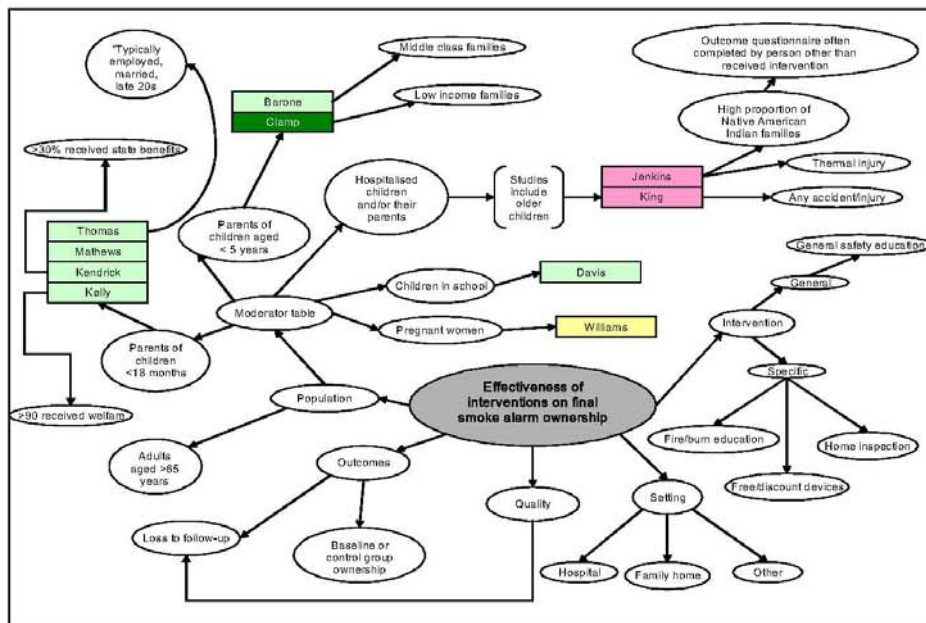 "Typically
employed,
married,
late 20s
Middle class families
Barone
Clamp
Low income families
Outcome questionnaire often
completed by person other than
received intervention
High proportion of
Native American
Indian families
>30% received state benefits
Hospitalised
children
and/or their
parents
Studies
include
older
children
Jenkins
King
Thermal injury
Any accident/injury
Thomas
Mathews
Kendrick
Kelly
Parents of
children aged
< 5 years
General safety education
General
Children in school
Davis
Moderator table
Pregnant women
Williams
Intervention
Parents of
children
<18 months
Specific
Effectiveness of
interventions on final
smoke alarm ownership
Population
>90 received welfare
Fire/burn education
Home inspection
Adults
aged >65
years
Outcomes
Free/discount devices
Quality
Setting
Loss to follow-up
Baseline or
control group
ownership
Hospital
Family home
Other